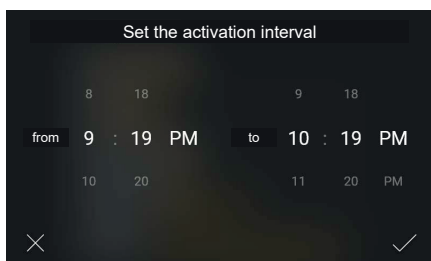 Set the activation interval
8 18 9 18
from 9 : 19 PM to 10 : 19 PM
10 20 11 20 PM